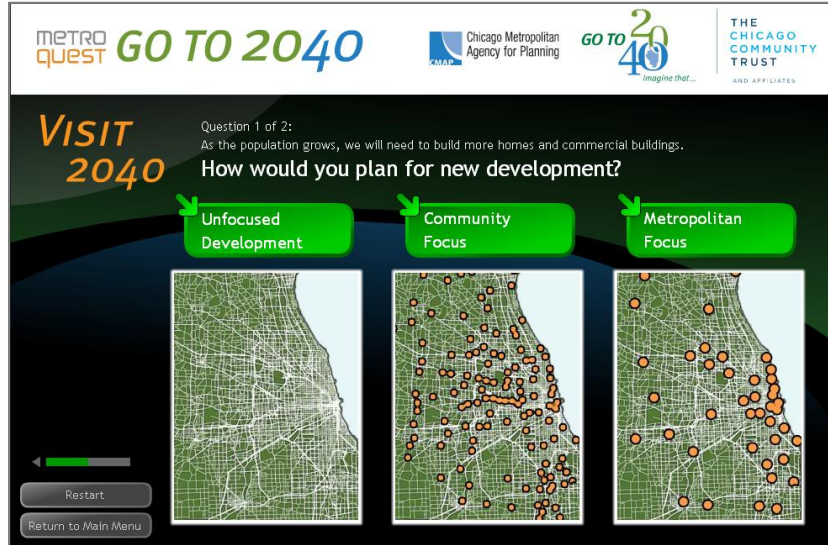 METRO
QUEST
GO TO 2040
CMAP
Chicago Metropolitan
Agency for Planning
GO TO
2040
Imagine that...
THE
CHICAGO
COMMUNITY
TRUST
AND AFFILIATES
VISIT
2040
Question 1 of 2:
As the population grows, we will need to build more homes and commercial buildings.
How would you plan for new development?
Unfocused
Development
Community
Focus
Metropolitan
Focus
Restart
Return to Main Menu